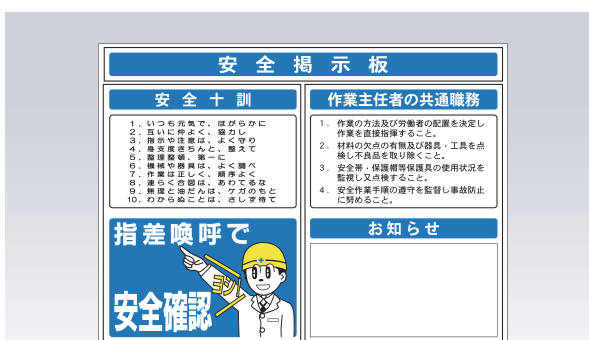 安全掲示板
安全十訓
1. いつも元気で、ほがらかに
2. 互いに仲よく、協力し
3. 指示や注意は、よく守り
4. 身支度きちんと、整えて
5. 整理整頓、第一に
6. 機械や器具は、よく調べ
7. 作業は正しく、順序よく
8. 連らく合図は、あわてるな
9. 無理と油だんは、ケガのもと
10. わからぬことは、さしず待て
指差喚呼で
ヨシ!
安全確認
作業主任者の共通職務
1. 作業の方法及び労働者の配置を決定し
作業を直接指揮すること。
2. 材料の欠点の有無及び器具・工具を点
検し不良品を取り除くこと。
3. 安全帯・保護帽等保護具の使用状況を
監視し又点検すること。
4. 安全作業手順の遵守を監督し事故防止
に努めること。
お知らせ